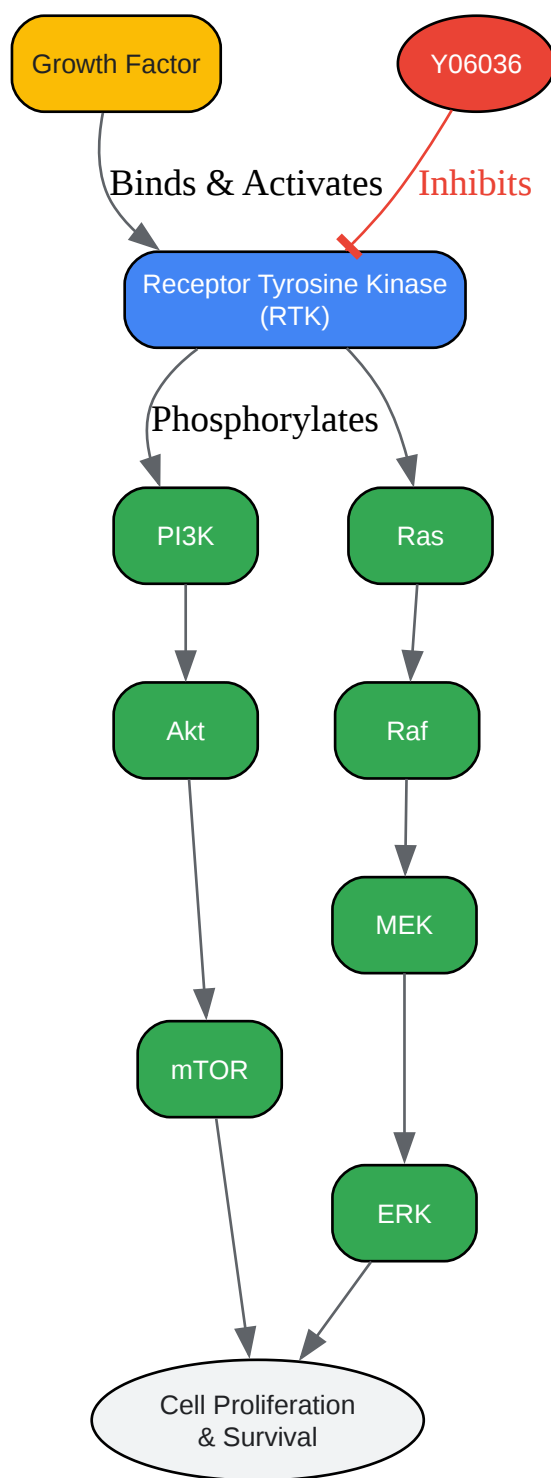 Growth Factor
Y06036
Binds & Activates
Inhibits
Receptor Tyrosine Kinase
(RTK)
Phosphorylates
PI3K
Ras
Akt
Raf
MEK
mTOR
ERK
Cell Proliferation
& Survival